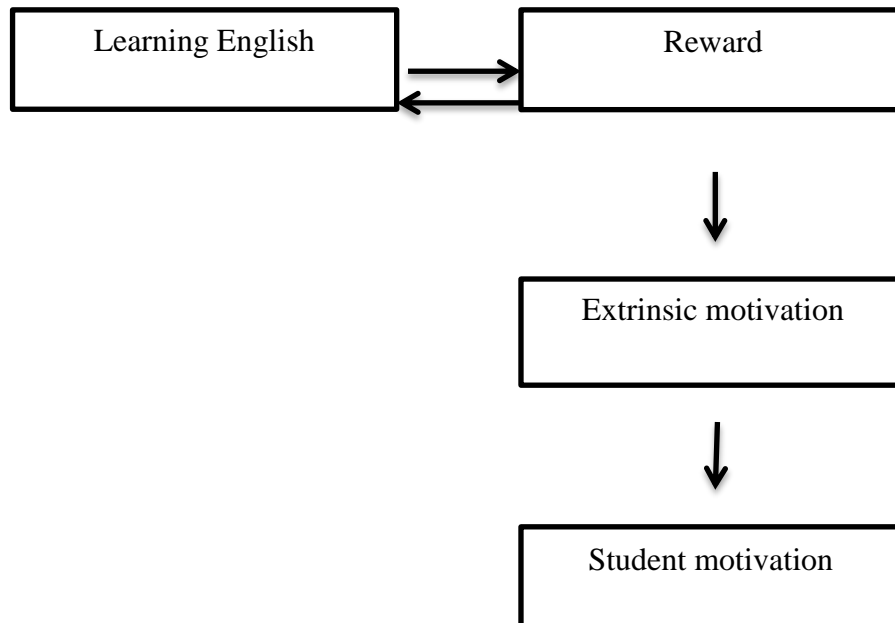 Learning English
Reward
Extrinsic motivation
Student motivation